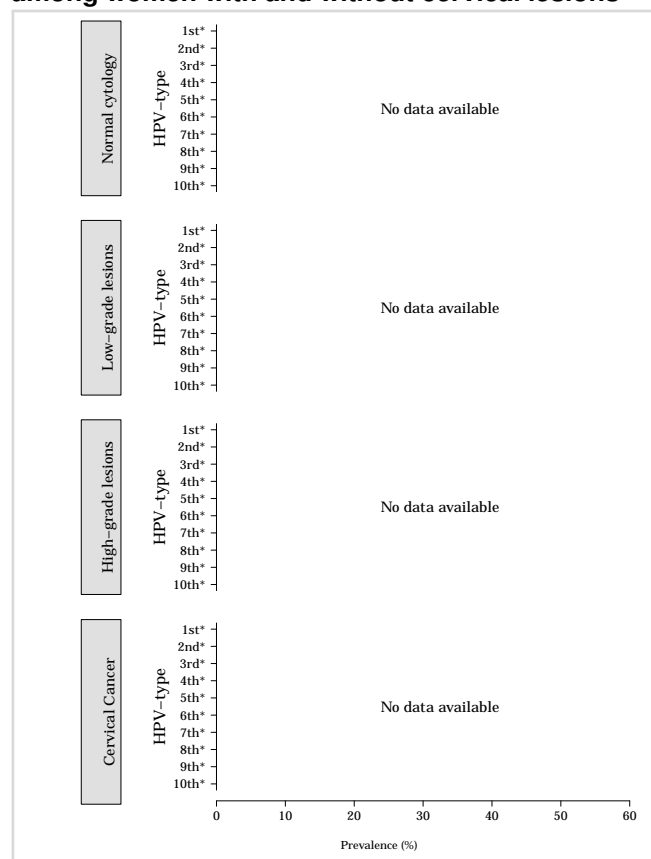 among women with and without cervical lesions
Normal cytology
HPV−type
1st*
2nd*
3rd*
4th*
5th*
6th*
7th*
8th*
9th*
10th*
No data available
Low−grade lesions
HPV−type
1st*
2nd*
3rd*
4th*
5th*
6th*
7th*
8th*
9th*
10th*
No data available
High−grade lesions
HPV−type
1st*
2nd*
3rd*
4th*
5th*
6th*
7th*
8th*
9th*
10th*
No data available
Cervical Cancer
HPV−type
1st*
2nd*
3rd*
4th*
5th*
6th*
7th*
8th*
9th*
10th*
No data available
0 10 20 30 40 50 60
Prevalence (%)